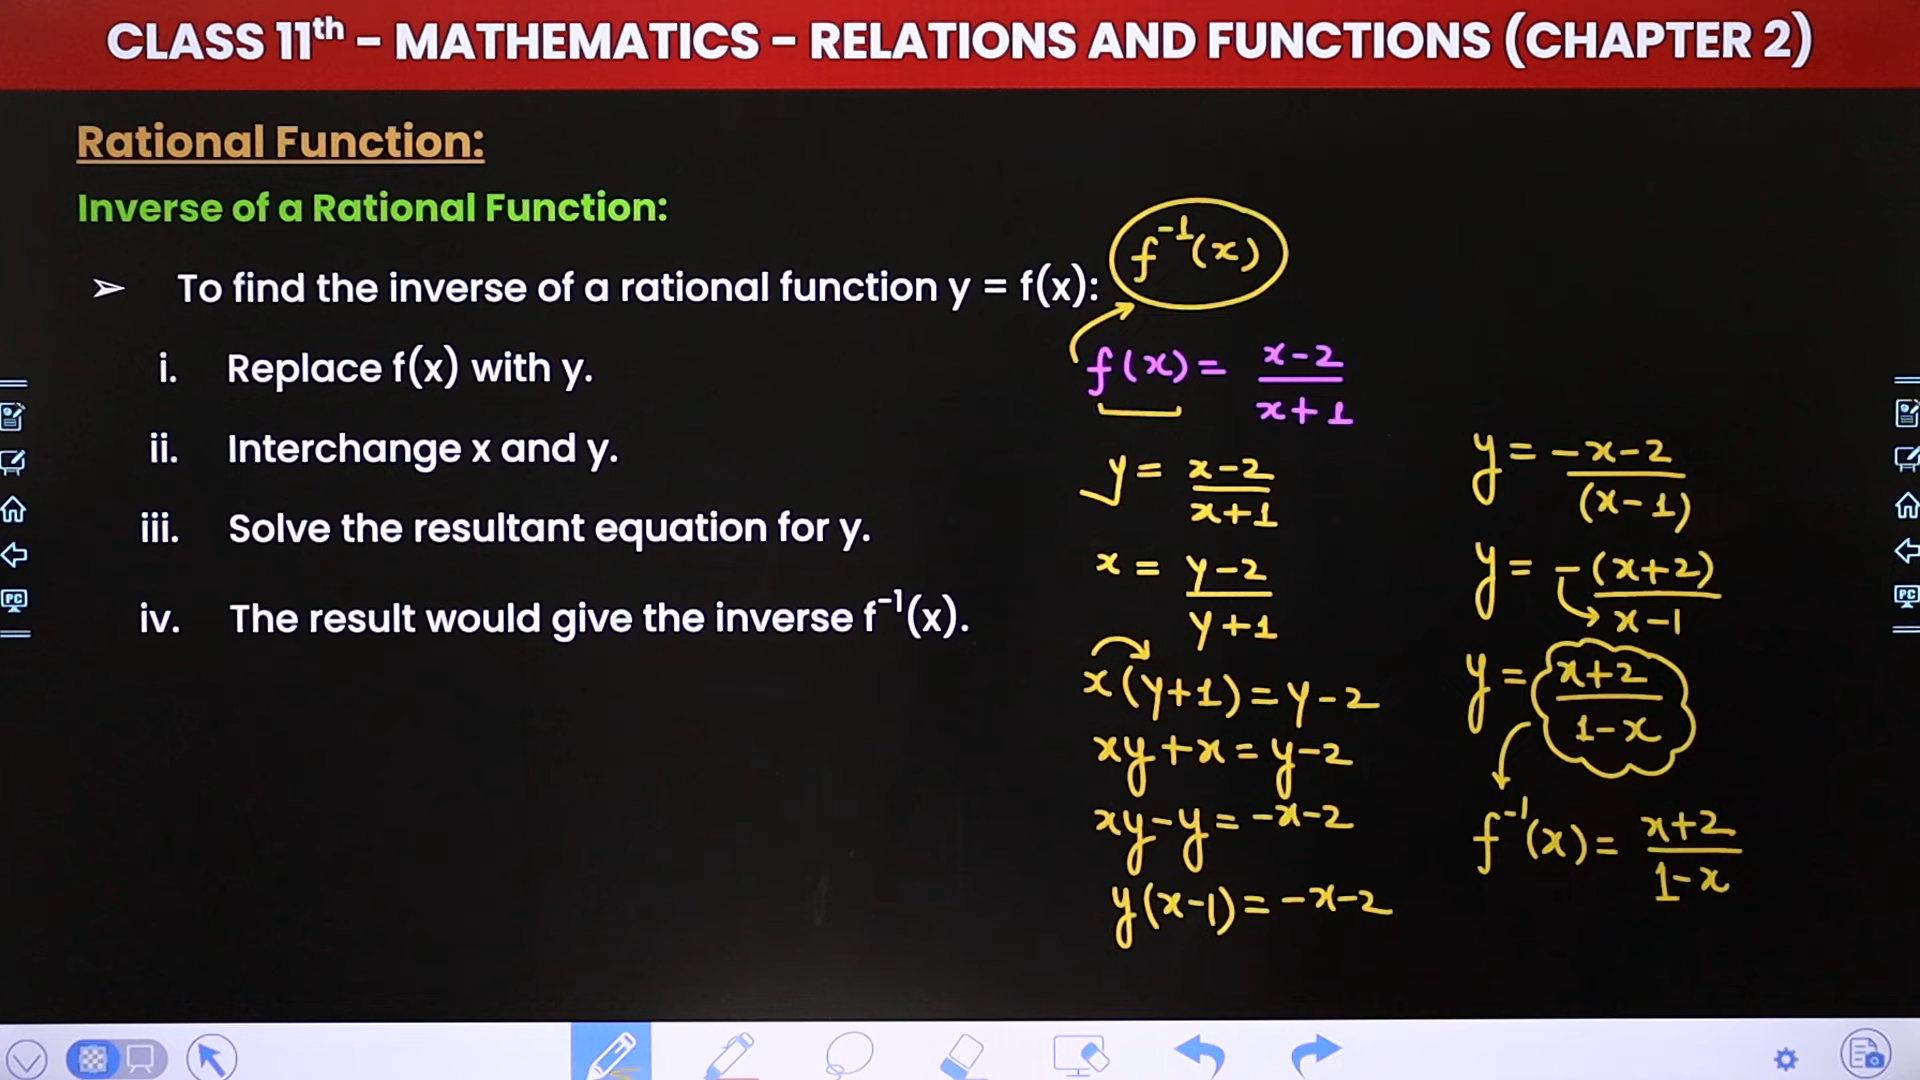 CLASS 11th - MATHEMATICS - RELATIONS AND FUNCTIONS (CHAPTER 2)
Rational Function:
Inverse of a Rational Function:
➢ To find the inverse of a rational function y = f(x):
i. Replace f(x) with y.
ii. Interchange x and y.
iii. Solve the resultant equation for y.
iv. The result would give the inverse f⁻¹(x).
f⁻¹(x)
f(x) = x-2
x+1
y = x-2
x+1
x = y-2
y+1
x(y+1) = y-2
xy+x = y-2
xy-y = -x-2
y(x-1) = -x-2
y = -x-2
(x-1)
y = -(x+2)
x-1
y = x+2
1-x
f⁻¹(x) = x+2
1-x
PC
PC